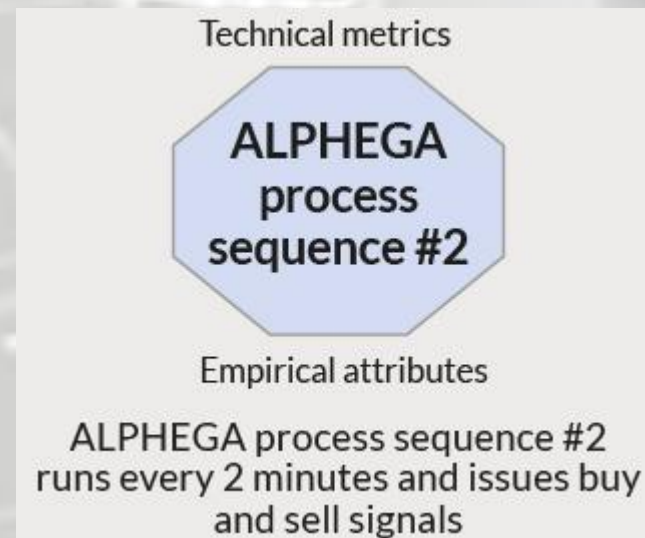 Technical metrics
ALPHEGA
process
sequence #2
Empirical attributes
ALPHEGA process sequence #2
runs every 2 minutes and issues buy
and sell signals